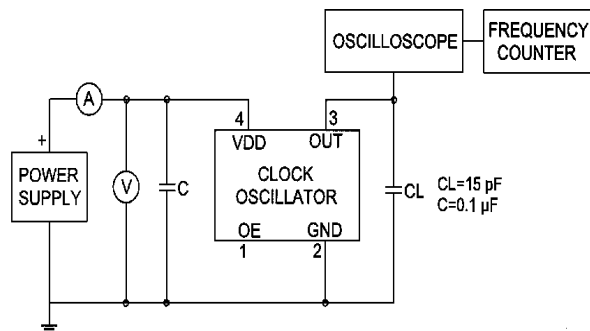 OSCILLOSCOPE
FREQUENCY
COUNTER
A
+
4
3
VDD
OUT
POWER
SUPPLY
V
C
CLOCK
OSCILLATOR
CL
CL=15 pF
C=0.1 µF
OE
GND
1
2